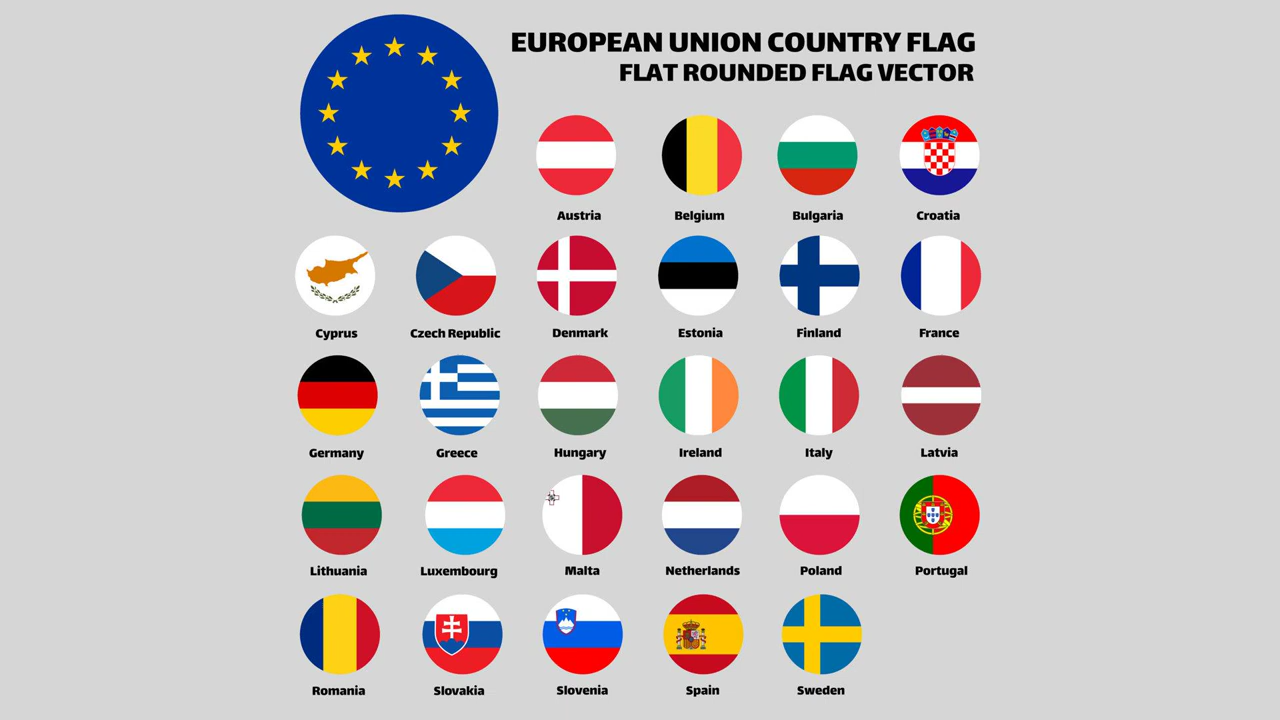 EUROPEAN UNION COUNTRY FLAG
FLAT ROUNDED FLAG VECTOR
Austria
Belgium
Bulgaria
Croatia
Cyprus
Czech Republic
Denmark
Estonia
Finland
France
Germany
Greece
Hungary
Ireland
Italy
Latvia
Lithuania
Luxembourg
Malta
Netherlands
Poland
Portugal
Romania
Slovakia
Slovenia
Spain
Sweden